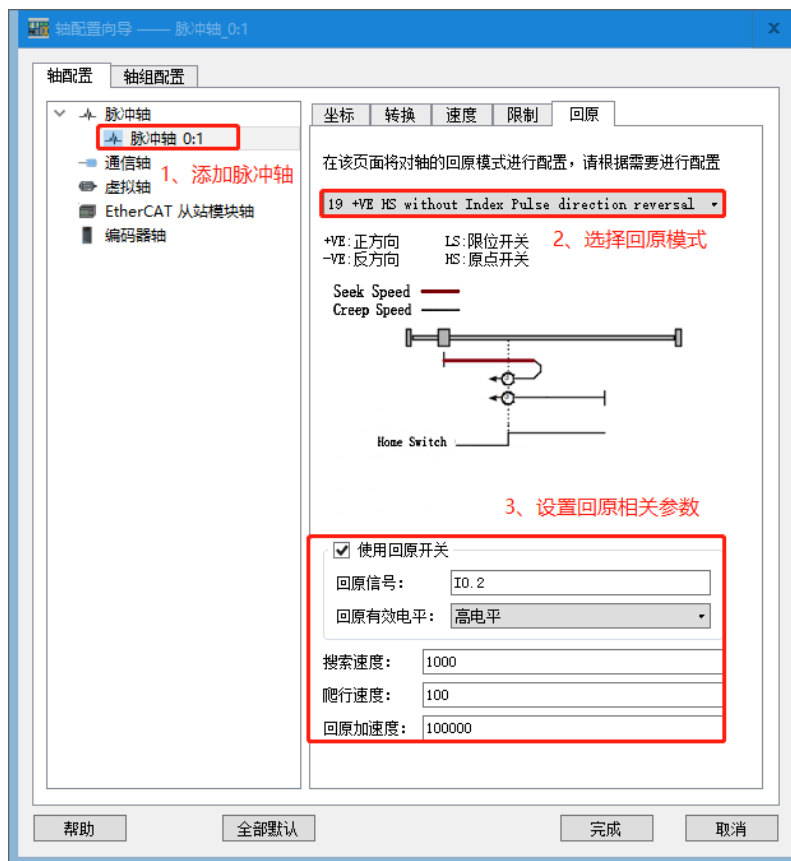 轴配置向导 —— 脉冲轴_0:1
x
轴配置 轴组配置
脉冲轴
脉冲轴 0:1
通信轴
虚拟轴
EtherCAT 从站模块轴
编码器轴
1、添加脉冲轴
坐标 转换 速度 限制 回原
在该页面将对轴的回原模式进行配置，请根据需要进行配置
19 +VE HS without Index Pulse direction reversal
+VE:正方向 LS:限位开关
-VE:反方向 HS:原点开关
2、选择回原模式
Seek Speed
Creep Speed
Home Switch
3、设置回原相关参数
使用回原开关
回原信号： I0.2
回原有效电平： 高电平
搜索速度： 1000
爬行速度： 100
回原加速度： 100000
帮助 全部默认 完成 取消